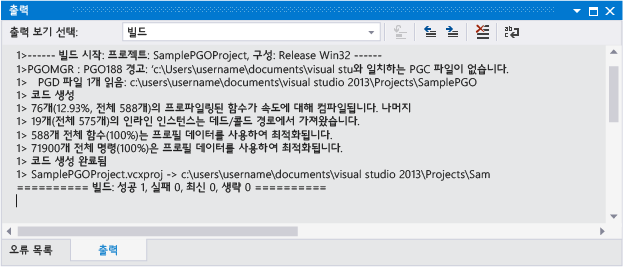 출력
출력 보기 선택: 빌드
1>------ 빌드 시작: 프로젝트: SamplePGOProject, 구성: Release Win32 ------
1>PGOMGR : PGO188 경고: 'c:\Users\username\documents\visual stu와 일치하는 PGC 파일이 없습니다.
1> PGD 파일 1개 읽음: c:\users\username\documents\visual studio 2013\Projects\SamplePGO
1> 코드 생성
1> 76개(12.93%, 전체 588개)의 프로파일링된 함수가 속도에 대해 컴파일됩니다. 나머지
1> 19개(전체 575개)의 인라인 인스턴스는 데드/콜드 경로에서 가져왔습니다.
1> 588개 전체 함수(100%)는 프로필 데이터를 사용하여 최적화됩니다.
1> 71900개 전체 명령(100%)은 프로필 데이터를 사용하여 최적화됩니다.
1> 코드 생성 완료됨
1> SamplePGOProject.vcxproj -> c:\users\username\documents\visual studio 2013\Projects\Sam
========== 빌드: 성공 1, 실패 0, 최신 0, 생략 0 ==========
오류 목록 출력